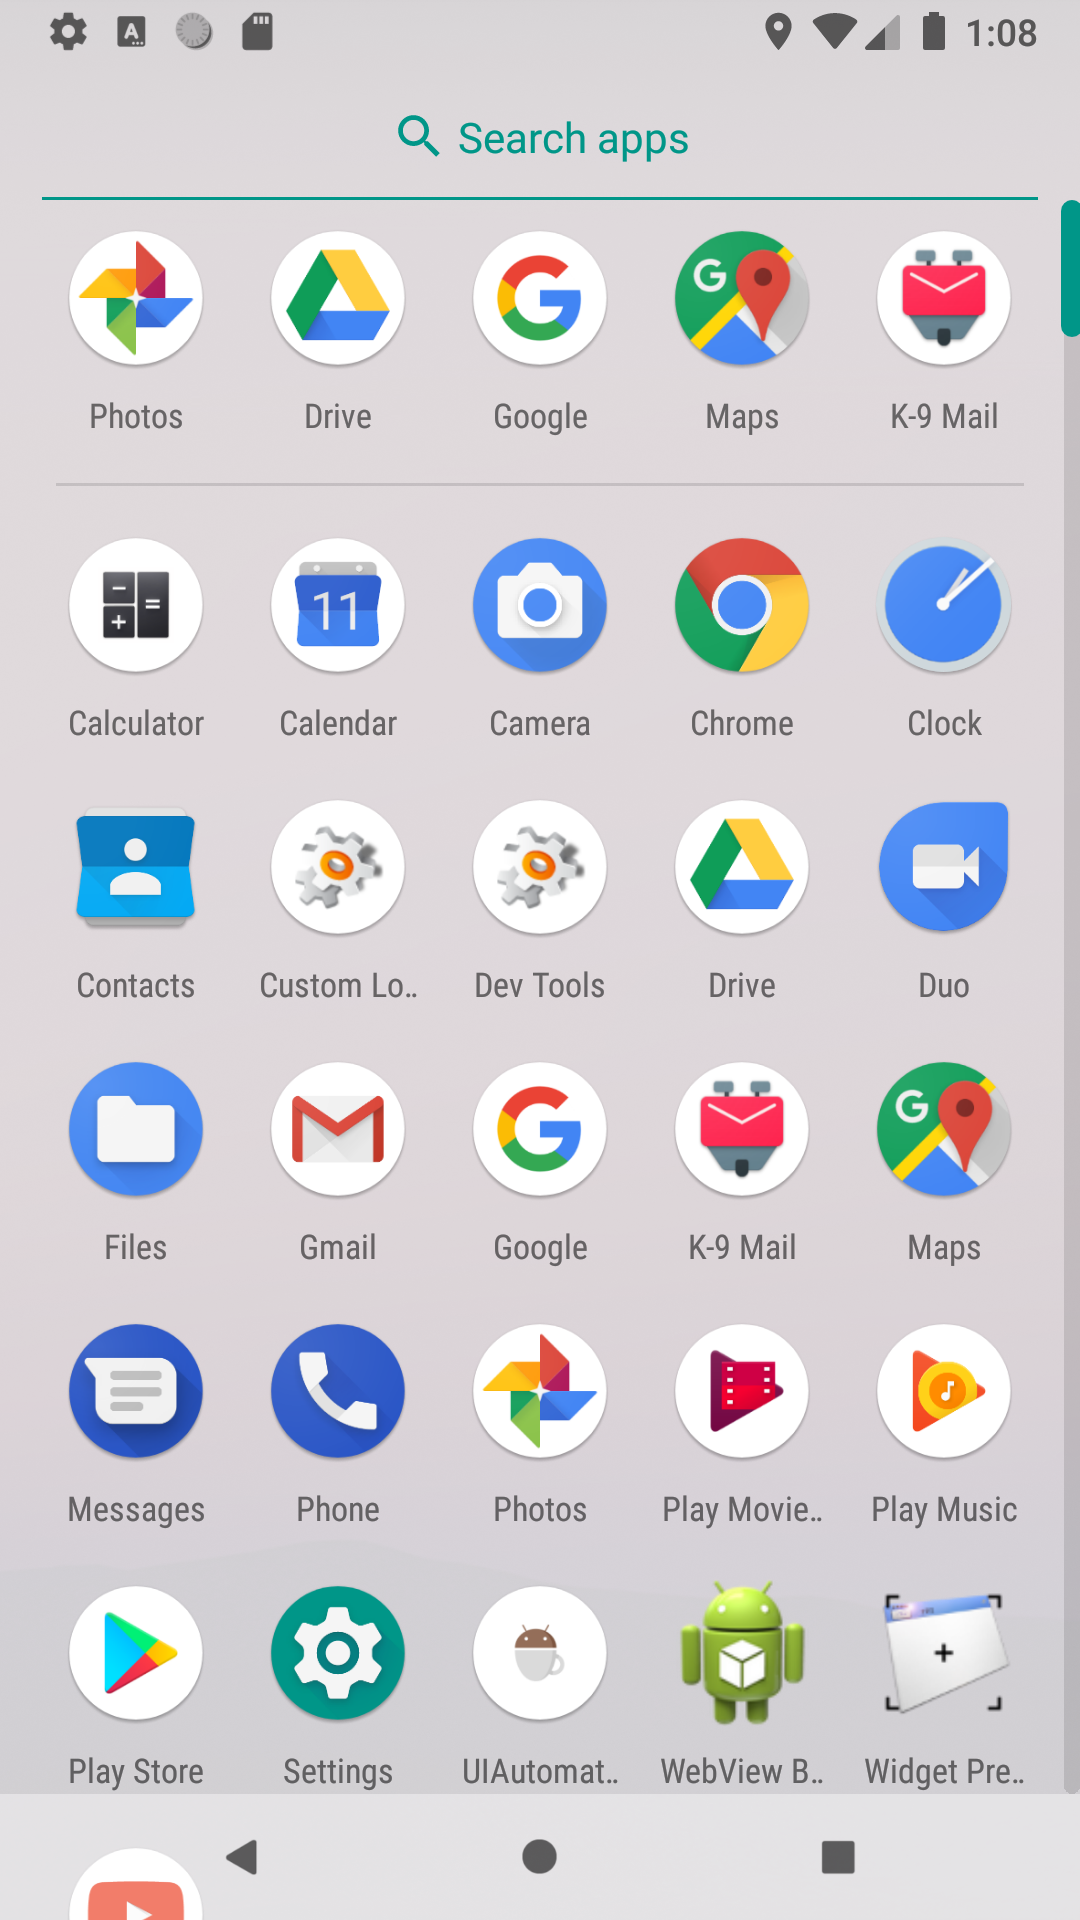 1:08
Search apps
Photos Drive Google Maps K-9 Mail
Calculator Calendar Camera Chrome Clock
11
Contacts Custom Lo.. Dev Tools Drive Duo
Files Gmail Google K-9 Mail Maps
Messages Phone Photos Play Movie.. Play Music
Play Store Settings UIAutomat.. WebView B.. Widget Pre..